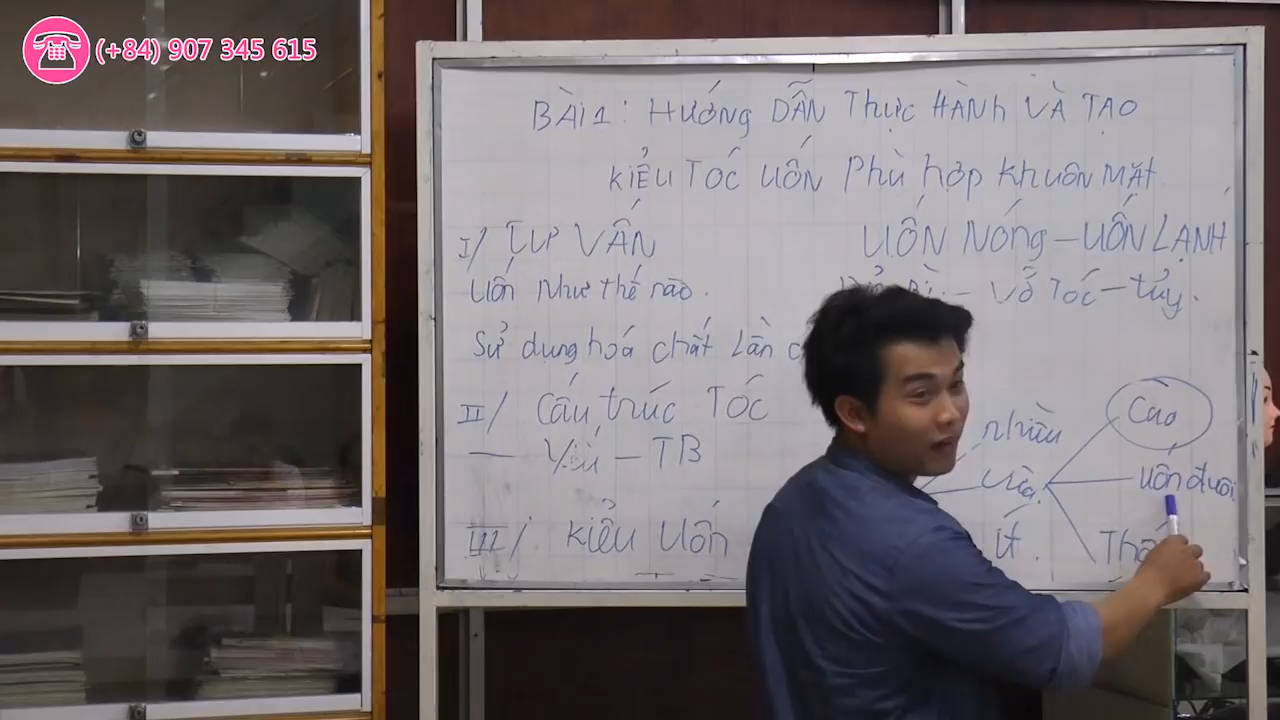 (+84) 907 345 615
BÀI 1: HƯỚNG DẪN THỰC HÀNH VÀ TẠO
KIỂU TÓC UỐN PHÙ HỢP KHUÔN MẶT
I/ TƯ VẤN
UỐN NÓNG - UỐN LẠNH
Uốn như thế nào.
Vỏ TÓC - tủy.
Sử dụng hóa chất Lần
II/ Cấu trúc TÓC
- Yếu - TB
nhiều
vừa
ít.
Cao
uốn đuôi
III/ Kiểu Uốn